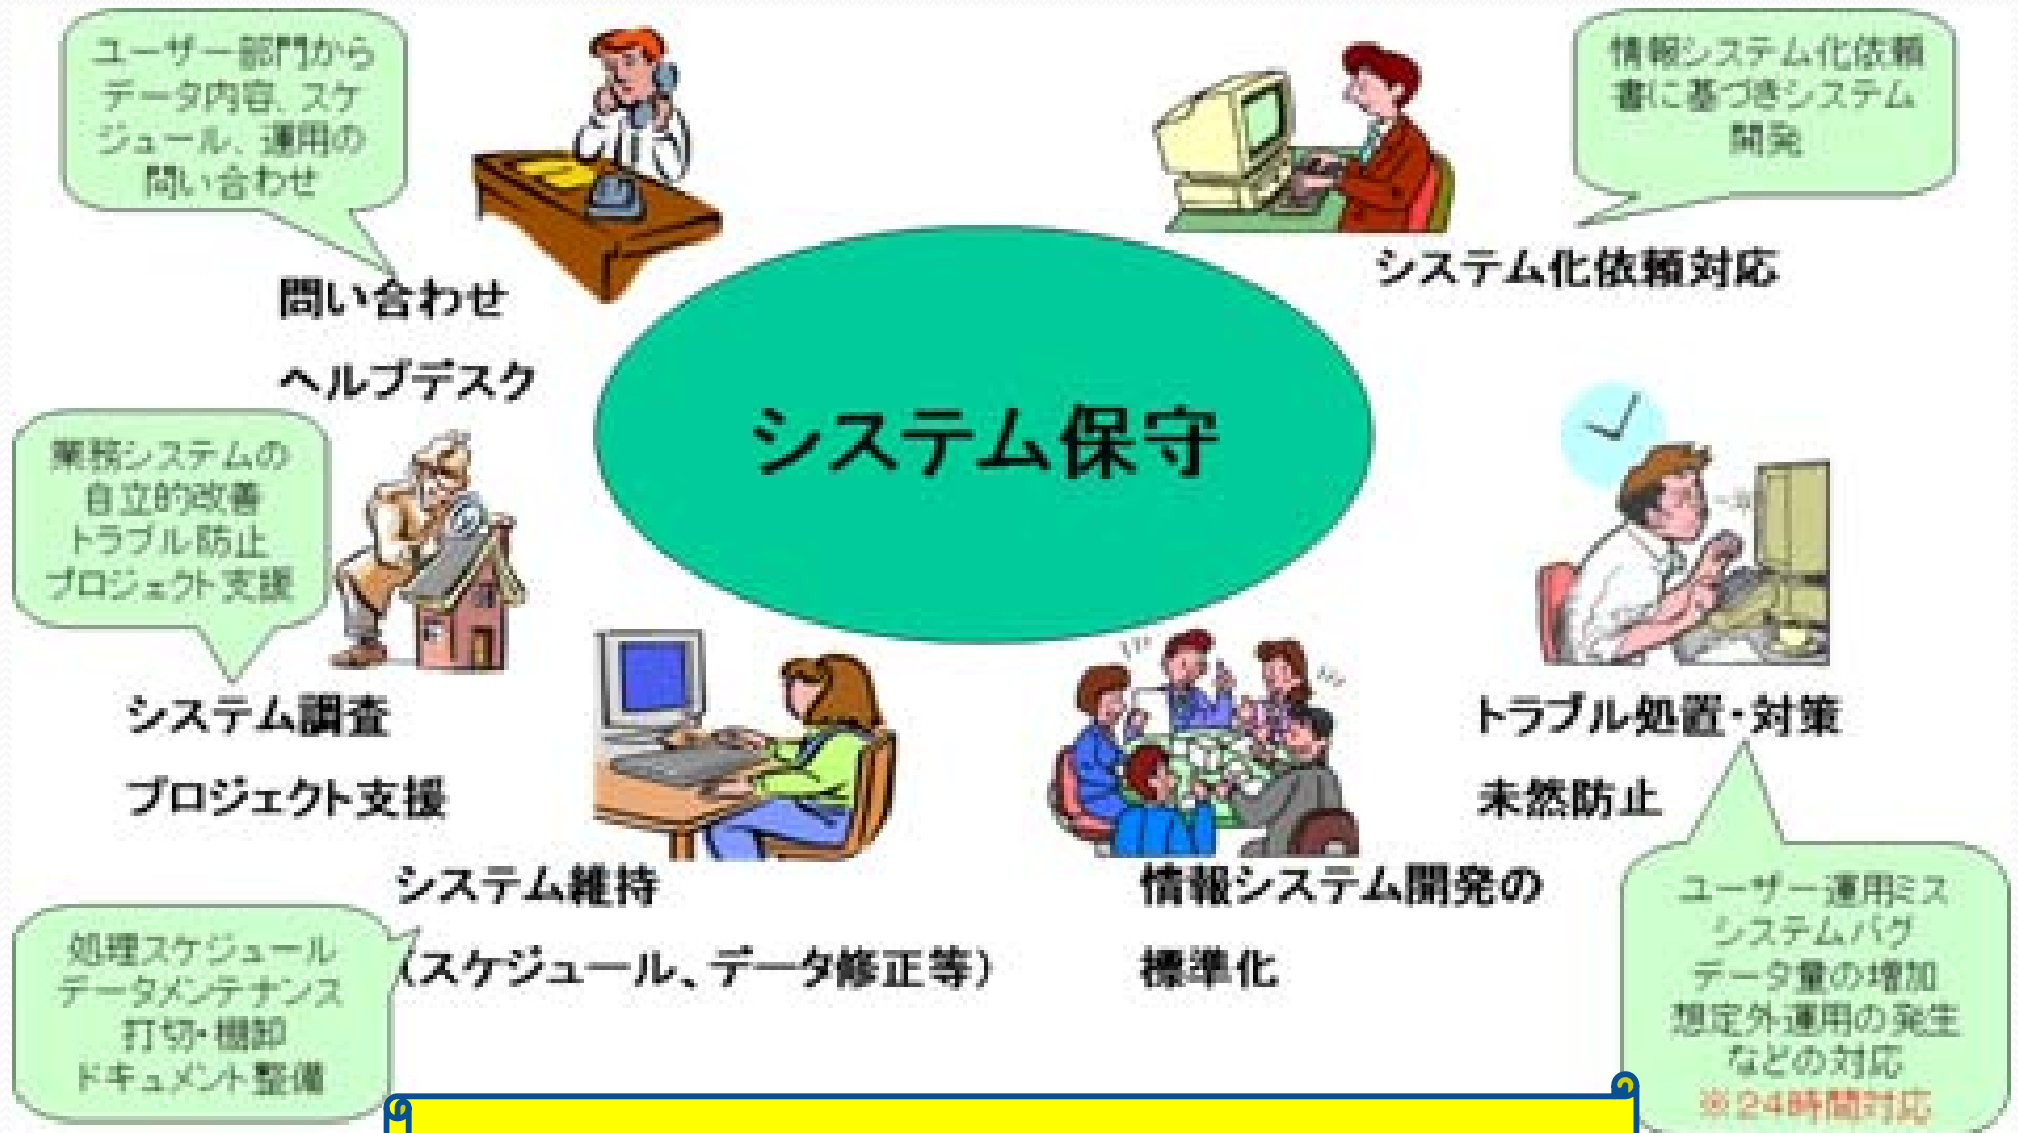 ユーザー部門から
データ内容、スケ
ジュール、運用の
問い合わせ
問い合わせ
ヘルプデスク
情報システム化依頼
書に基づきシステム
開発
システム化依頼対応
システム保守
業務システムの
自立的改善
トラブル防止
プロジェクト支援
システム調査
プロジェクト支援
トラブル処置・対策
未然防止
システム維持
(スケジュール、データ修正等)
情報システム開発の
標準化
処理スケジュール
データメンテナンス
打切・棚卸
ドキュメント整備
ユーザー運用ミス
システムバグ
データ量の増加
想定外運用の発生
などの対応
※24時間対応